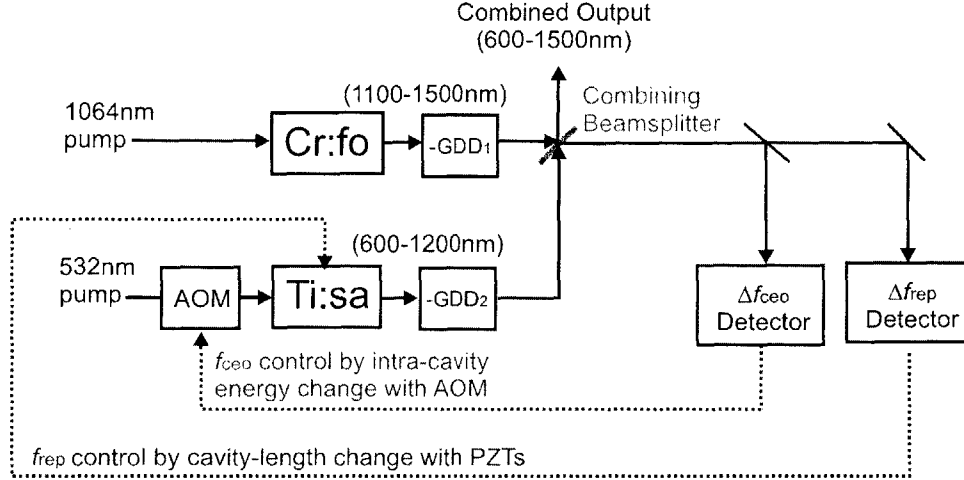 Combined Output
(600-1500nm)
1064nm
pump
(1100-1500nm)
Cr:fo
-GDD1
Combining
Beamsplitter
532nm
pump
AOM
(600-1200nm)
Ti:sa
-GDD2
Δfceo
Detector
Δfrep
Detector
fceo control by intra-cavity
energy change with AOM
frep control by cavity-length change with PZTs